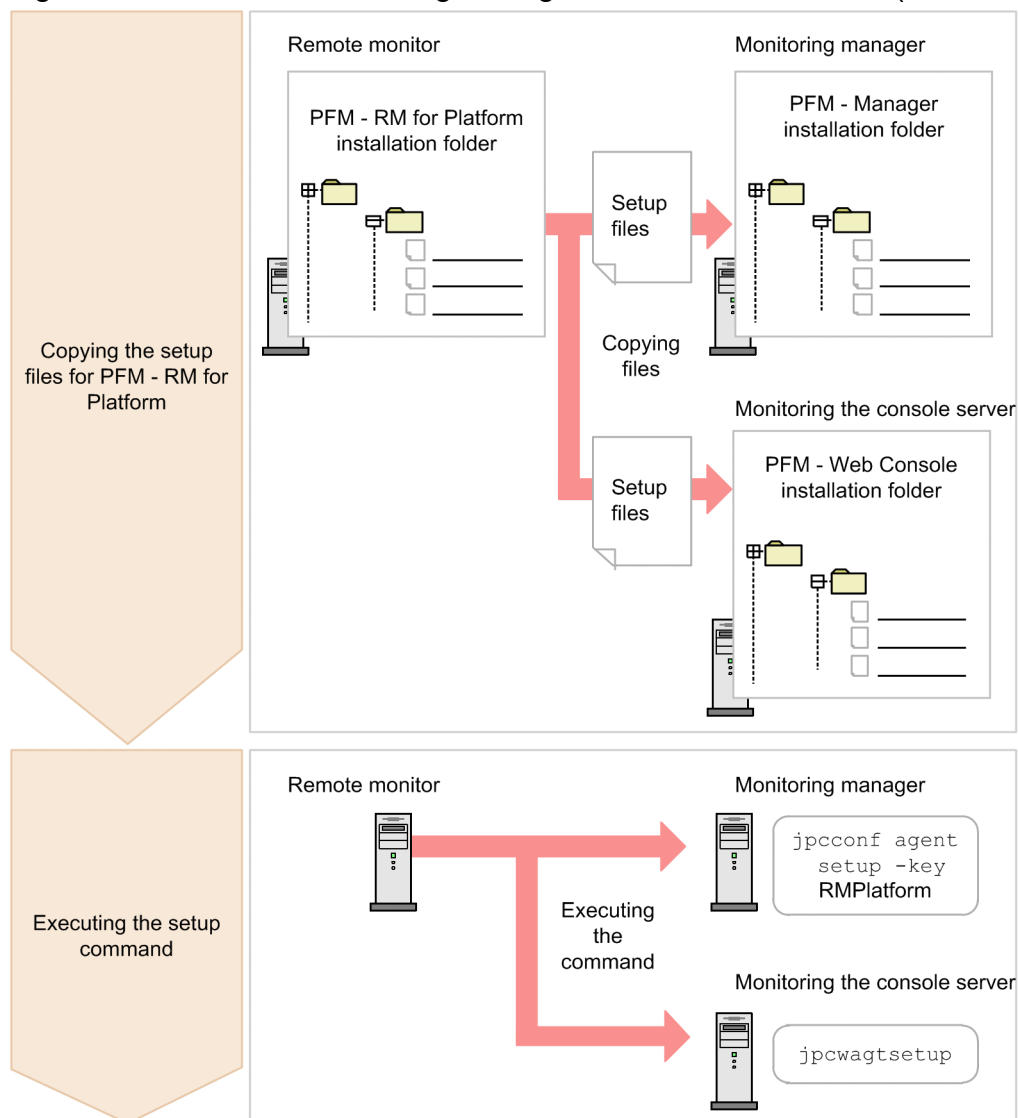 Remote monitor
Monitoring manager
PFM - RM for Platform
installation folder
PFM - Manager
installation folder
Setup
files
Copying
files
Copying the setup
files for PFM - RM for
Platform
Monitoring the console server
PFM - Web Console
installation folder
Setup
files
Remote monitor
Monitoring manager
jpcconf agent
setup -key
RMPlatform
Executing
the
command
Executing the setup
command
Monitoring the console server
jpcwagtsetup